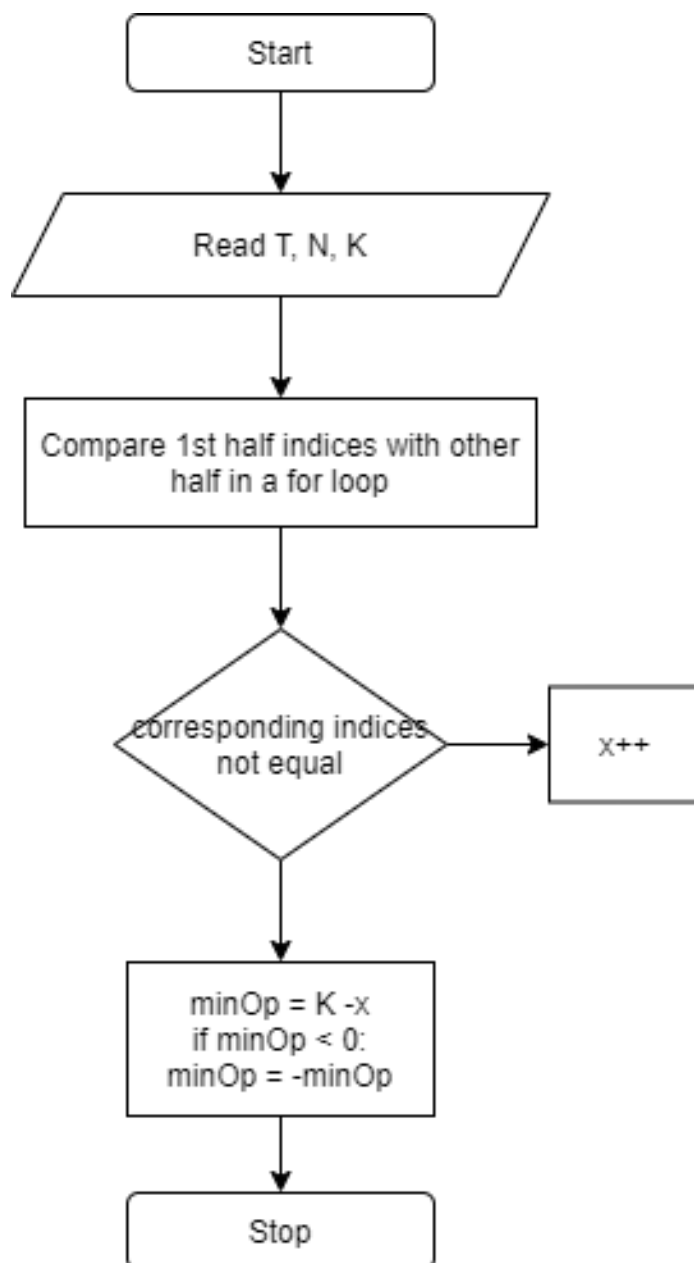 Start
Read T, N, K
Compare 1st half indices with other
half in a for loop
corresponding indices
not equal
x++
minOp = K -x
if minOp < 0:
minOp = -minOp
Stop